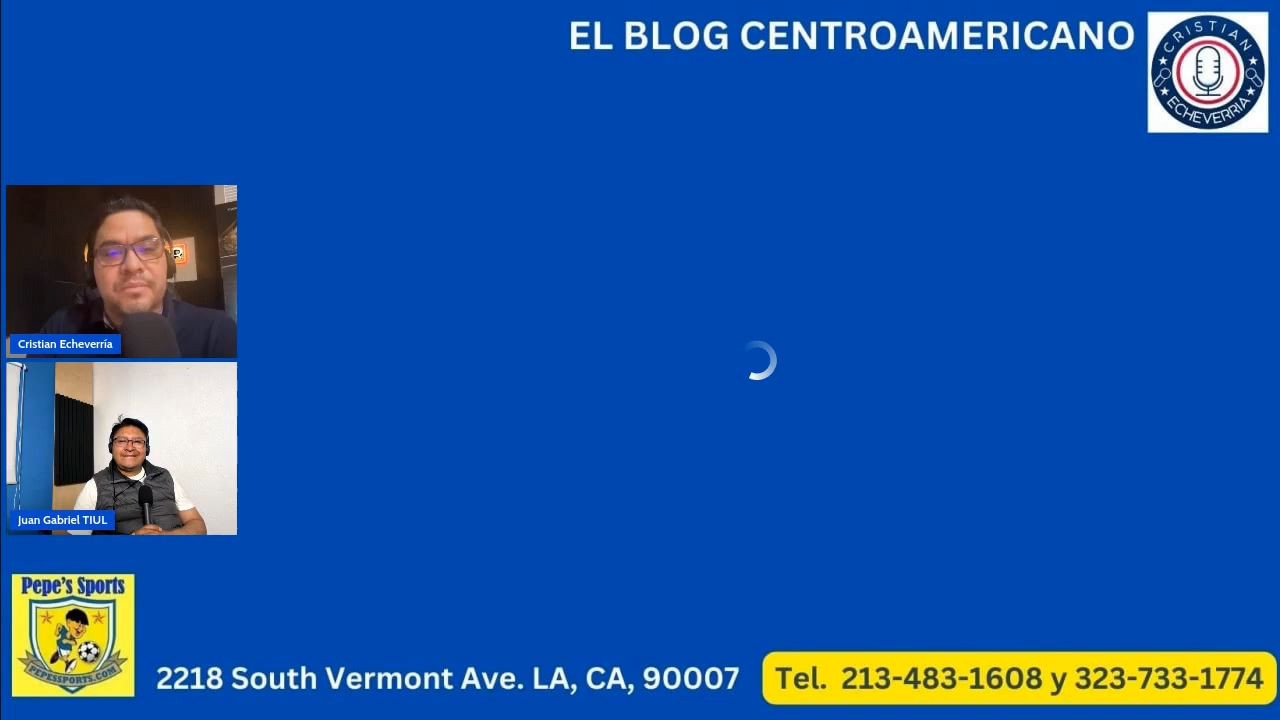 EL BLOG CENTROAMERICANO
CRISTIAN
ECHEVERRIA
R
Cristian Echeverría
Juan Gabriel TIUL
Pepe's Sports
PEPESSPORTS.COM
2218 South Vermont Ave. LA, CA, 90007
Tel. 213-483-1608 y 323-733-1774